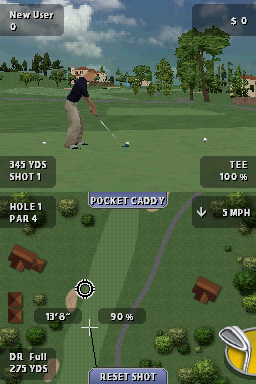 New User
0
$ 0
345 YDS
SHOT 1
TEE
100 %
POCKET CADDY
HOLE 1
PAR 4
5 MPH
13'8"
90 %
DR Full
275 YDS
RESET SHOT